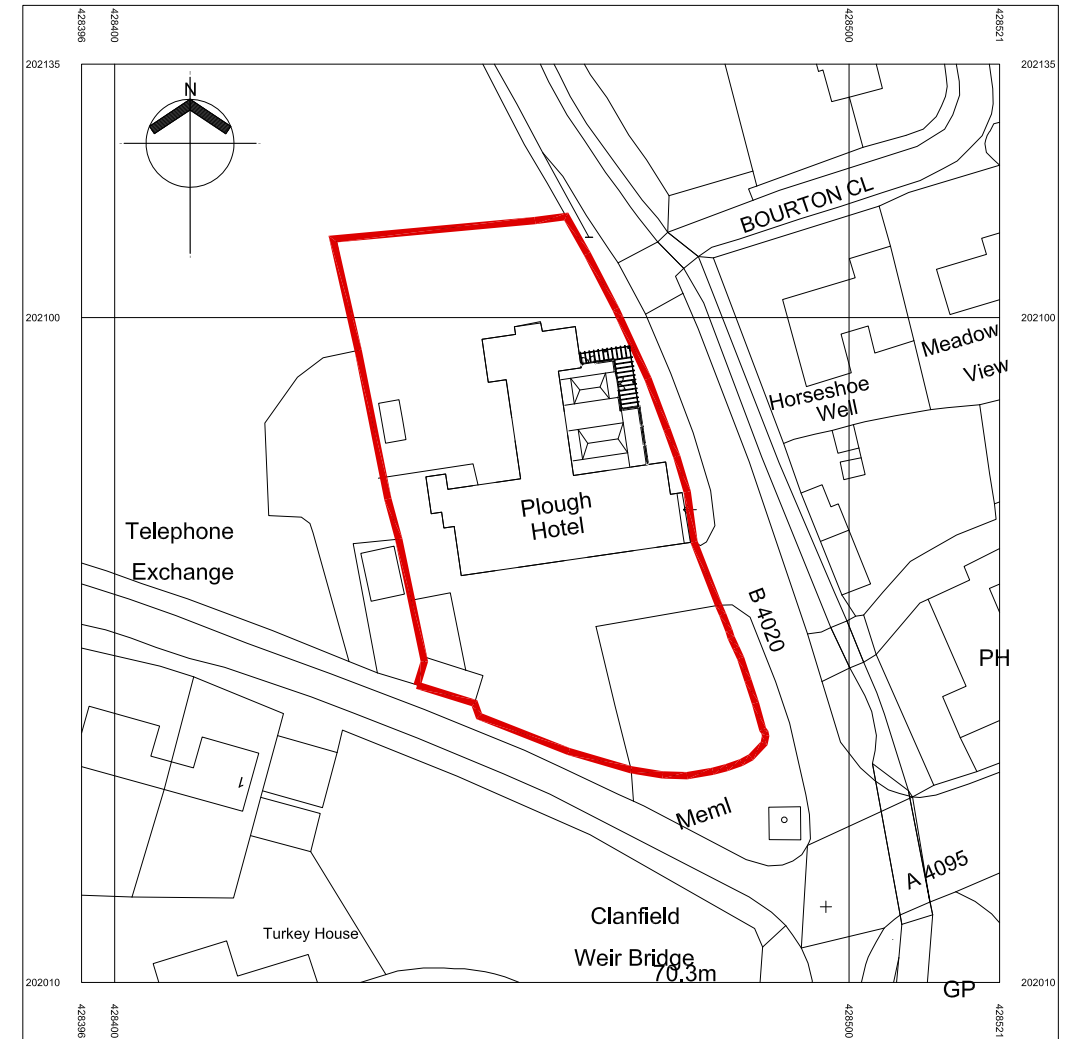 428396
428400
428500
428521
202135
202135
N
BOURTON CL
202100
202100
Meadow
View
Horseshoe
Well
Plough
Hotel
Telephone
Exchange
B 4020
PH
1
Meml
A 4095
Clanfield
Turkey House
Weir Bridge
70.3m
202010
202010
GP
428396
428400
428500
428521